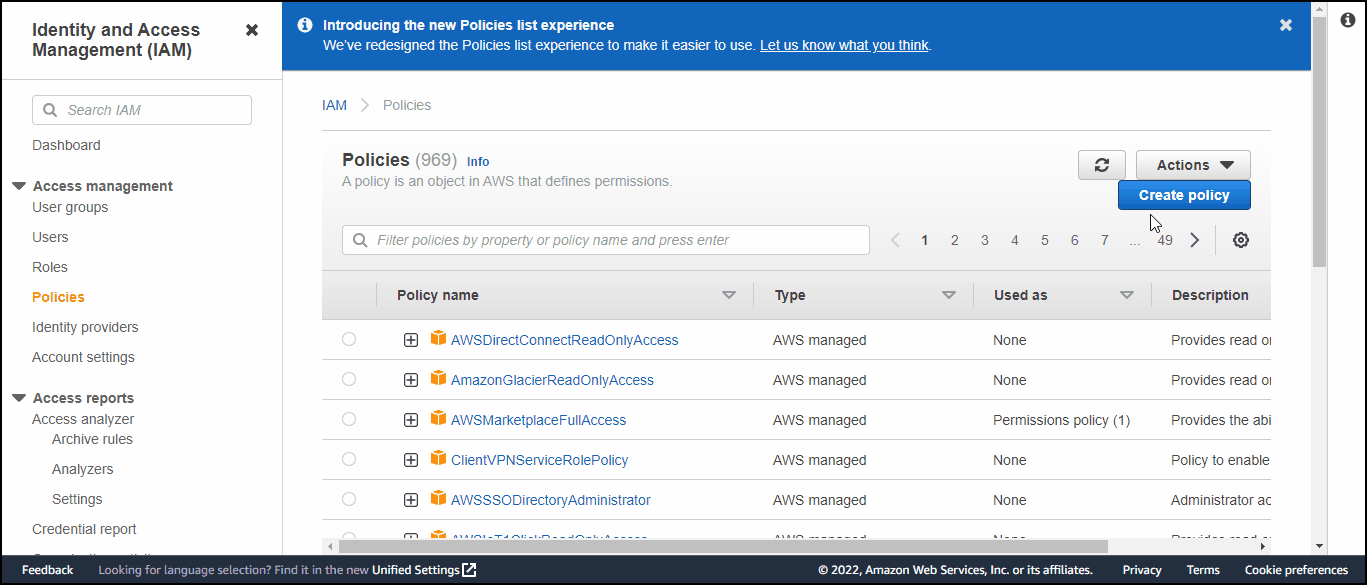 Identity and Access
Management (IAM)
Introducing the new Policies list experience
We've redesigned the Policies list experience to make it easier to use. Let us know what you think.
Search IAM
Dashboard
Access management
User groups
Users
Roles
Policies
Identity providers
Account settings
Access reports
Access analyzer
Archive rules
Analyzers
Settings
Credential report
IAM Policies
Policies (969) Info
A policy is an object in AWS that defines permissions.
Actions
Create policy
Filter policies by property or policy name and press enter
1 2 3 4 5 6 7 ... 49
Policy name Type Used as Description
AWSDirectConnectReadOnlyAccess AWS managed None Provides read
AmazonGlacierReadOnlyAccess AWS managed None Provides read
AWSMarketplaceFullAccess AWS managed Permissions policy (1) Provides the abi
ClientVPNServiceRolePolicy AWS managed None Policy to enable
AWSSSODirectoryAdministrator AWS managed None Administrator ac
Feedback Looking for language selection? Find it in the new Unified Settings
© 2022, Amazon Web Services, Inc. or its affiliates. Privacy Terms Cookie preferences